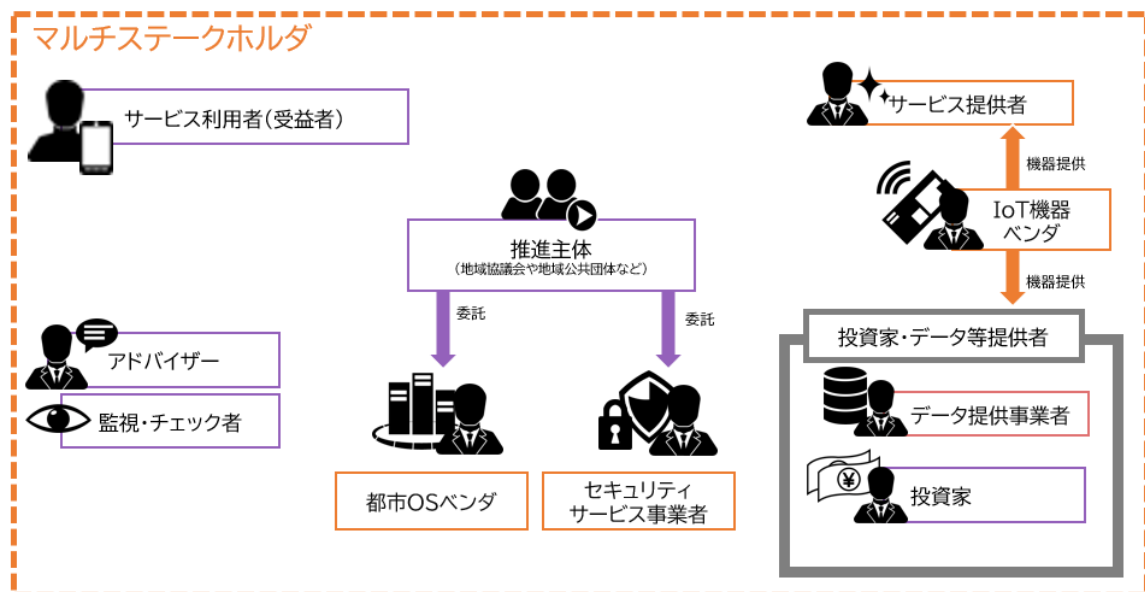 マルチステークホルダ
サービス利用者(受益者)
サービス提供者
機器提供
IoT機器
ベンダ
機器提供
推進主体
(地域協議会や地域公共団体など)
委託
委託
アドバイザー
監視・チェック者
都市OSベンダ
セキュリティ
サービス事業者
投資家・データ等提供者
データ提供事業者
¥
投資家